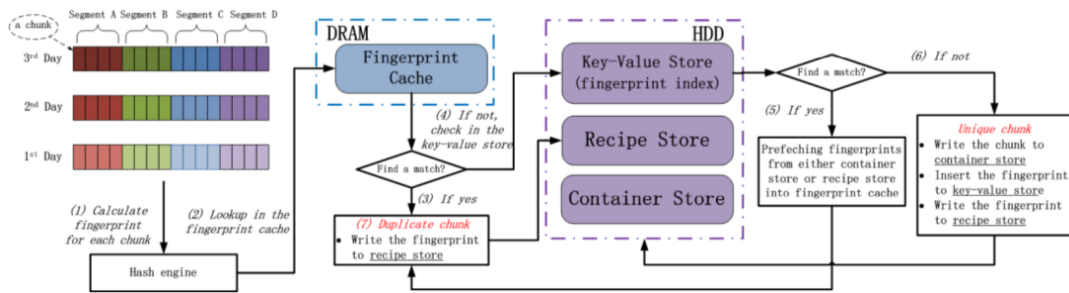 Segment A Segment B Segment C Segment D
a chunk
3rd Day
2nd Day
1st Day
(1) Calculate
fingerprint
for each chunk
(2) Lookup in the
fingerprint cache
Hash engine
DRAM
Fingerprint
Cache
(4) If not,
check in the
key-value store
Find a match?
(3) If yes
(7) Duplicate chunk
• Write the fingerprint
to recipe store
HDD
Key-Value Store
(fingerprint index)
Recipe Store
Container Store
Find a match?
(5) If yes
(6) If not
Prefeching fingerprints
from either container
store or recipe store
into fingerprint cache
Unique chunk
• Write the chunk to
container store
• Insert the fingerprint
to key-value store
• Write the fingerprint
to recipe store